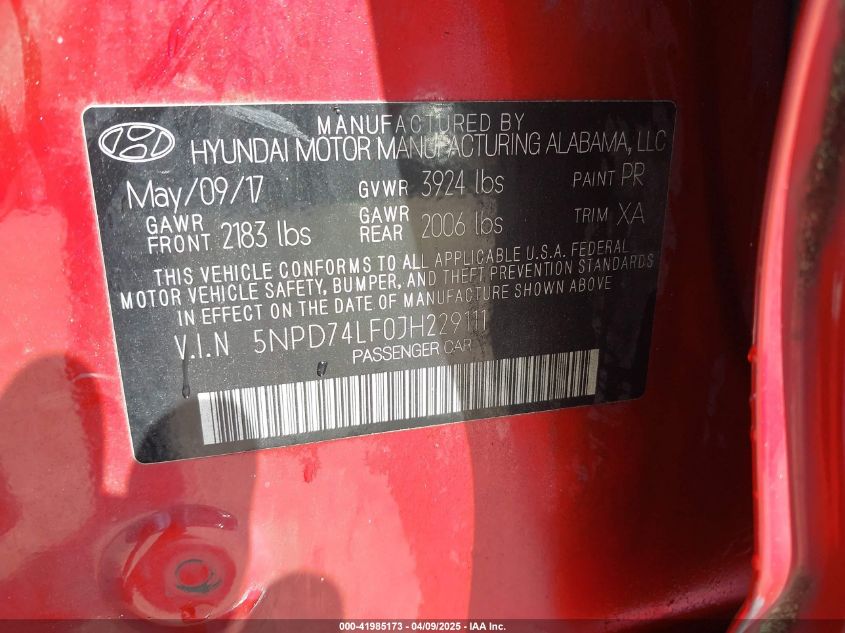 MANUFACTURED BY
HYUNDAI MOTOR MANUFACTURING ALABAMA, LLC
May/09/17 GVWR 3924 lbs PAINT PR
GAWR FRONT 2183 lbs GAWR REAR 2006 lbs TRIM XA
THIS VEHICLE CONFORMS TO ALL APPLICABLE U.S.A. FEDERAL
MOTOR VEHICLE SAFETY, BUMPER, AND THEFT PREVENTION STANDARDS
IN EFFECT ON THE DATE OF MANUFACTURE SHOWN ABOVE
V.I.N 5NPD74LF0JH229111
PASSENGER CAR
000-41985173 - 04/09/2025 - IAA Inc.